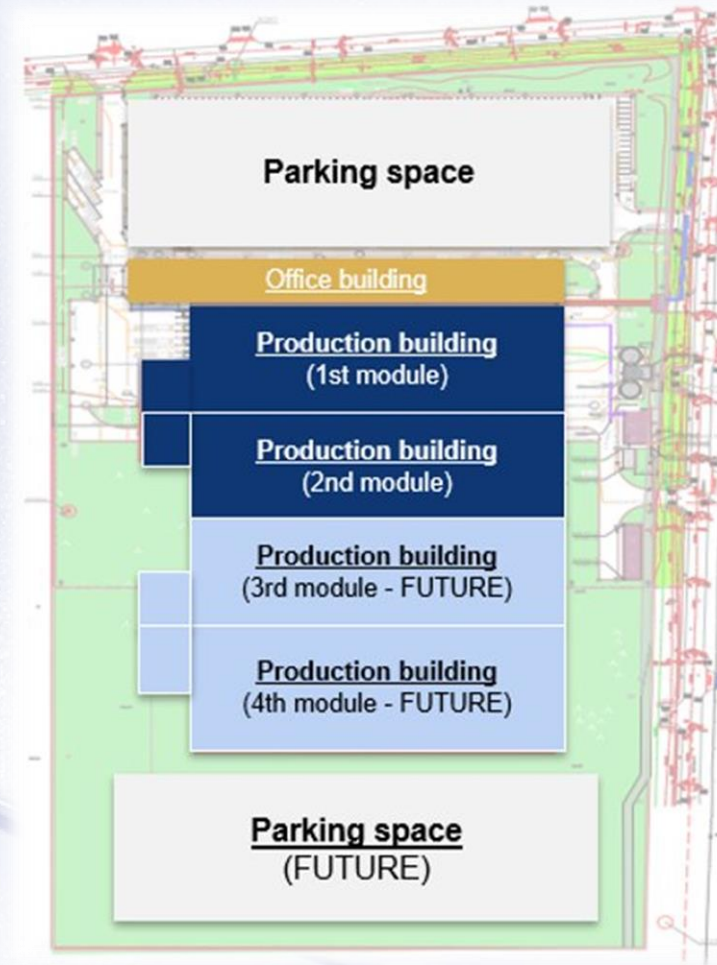 Parking space
Office building
Production building
(1st module)
Production building
(2nd module)
Production building
(3rd module - FUTURE)
Production building
(4th module - FUTURE)
Parking space
(FUTURE)